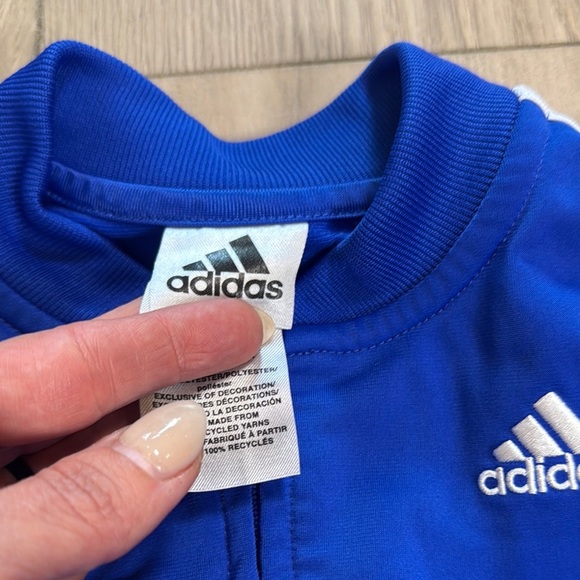 adidas
POLYESTER/POLYESTER/
poliéster
EXCLUSIVE OF DECORATION/
DES DÉCORATIONS/
LA DECORACIÓN
MADE FROM
RECYCLED YARNS
FABRIQUÉ À PARTIR
100% RECYCLÉS
adidas